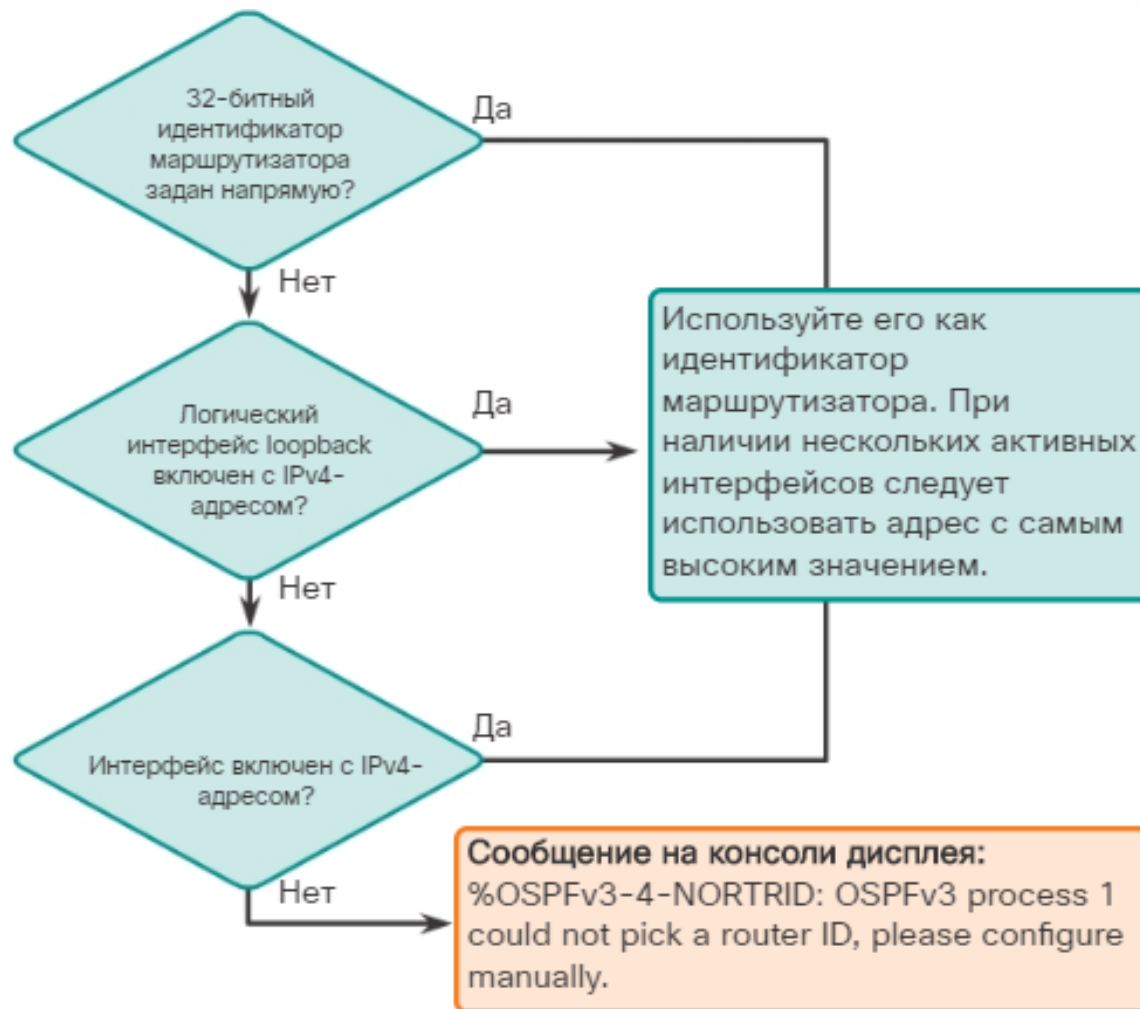 32-битный
идентификатор
маршрутизатора
задан напрямую?
Да
Нет
Логический
интерфейс loopback
включен с IPv4-
адресом?
Да
Используйте его как
идентификатор
маршрутизатора. При
наличии нескольких активных
интерфейсов следует
использовать адрес с самым
высоким значением.
Нет
Интерфейс включен с IPv4-
адресом?
Да
Нет
Сообщение на консоли дисплея:
%OSPFv3-4-NORTRID: OSPFv3 process 1
could not pick a router ID, please configure
manually.